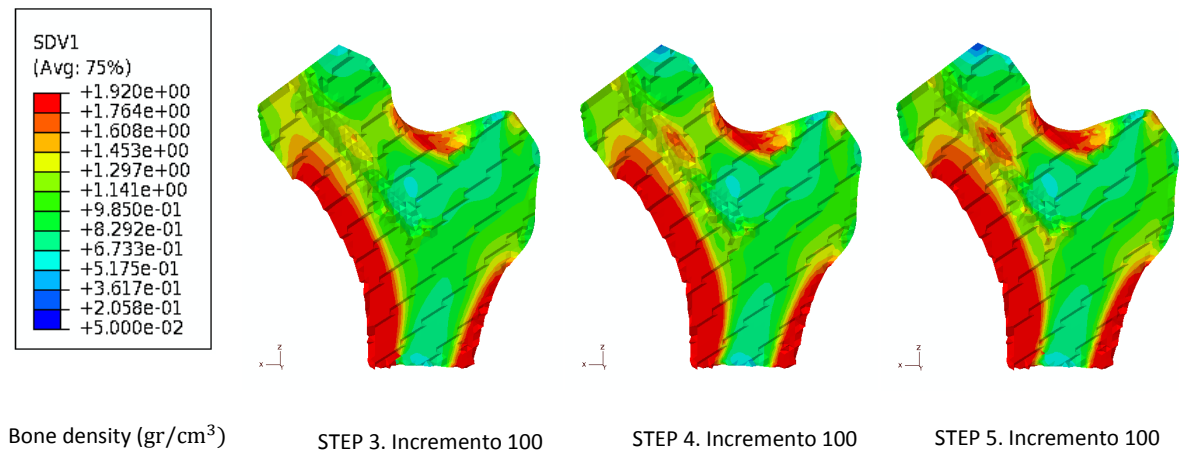 SDV1
(Avg: 75%)
+1.920e+00
+1.764e+00
+1.608e+00
+1.453e+00
+1.297e+00
+1.141e+00
+9.850e-01
+8.292e-01
+6.733e-01
+5.175e-01
+3.617e-01
+2.058e-01
+5.000e-02
Z
X Y
Z
X Y
Z
X Y
Bone density (gr/cm³)
STEP 3. Incremento 100
STEP 4. Incremento 100
STEP 5. Incremento 100